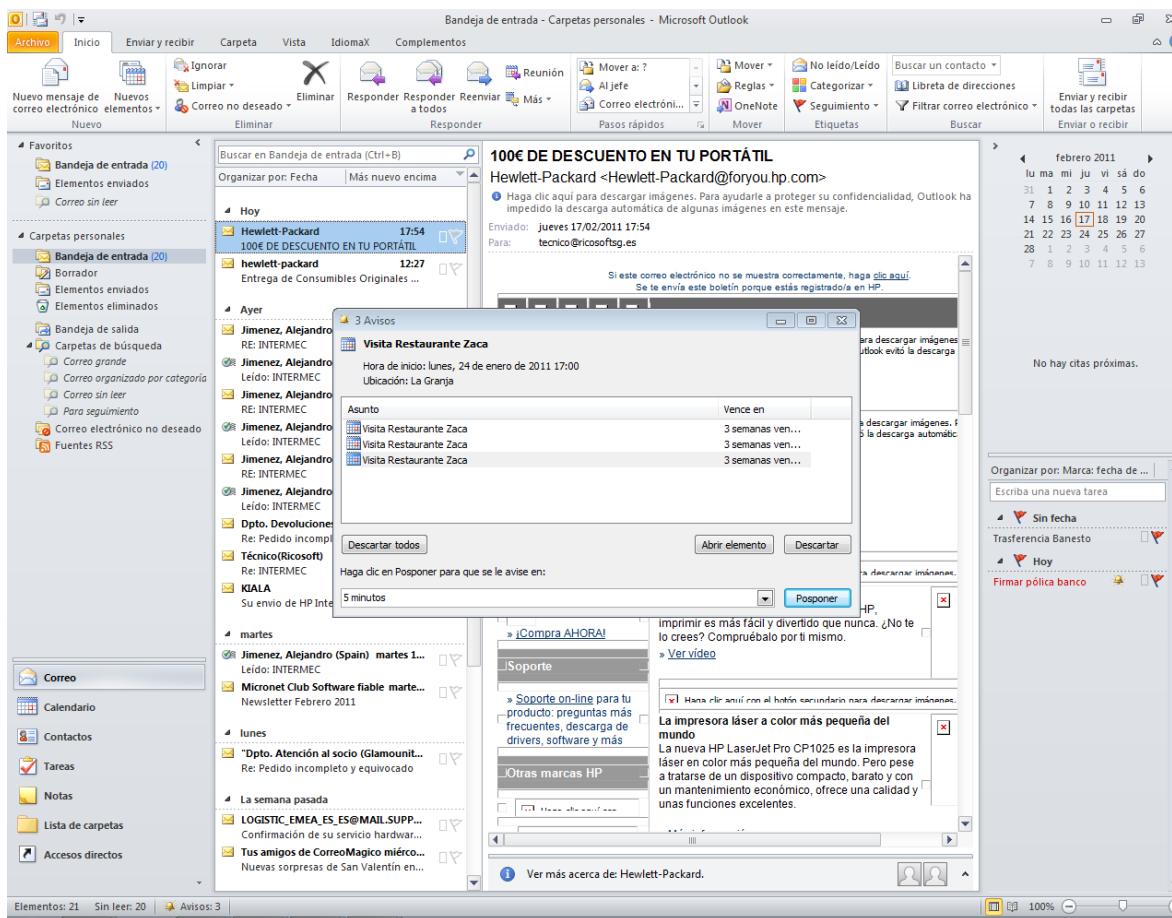 Bandeja de entrada - Carpetas personales - Microsoft Outlook
Archivo Inicio Enviar y recibir Carpeta Vista IdiomaX Complementos
Nuevo mensaje de correo electrónico
Nuevos elementos
Nuevo
Ignorar
Limpiar
Correo no deseado
Eliminar
Eliminar
Responder
Responder a todos
Reenviar
Reunión
Más
Responder
Mover a: ?
Al jefe
Correo electróni...
Pasos rápidos
Mover
Reglas
OneNote
Mover
No leído/Leído
Categorizar
Seguimiento
Etiquetas
Buscar un contacto
Libreta de direcciones
Filtrar correo electrónico
Buscar
Enviar y recibir todas las carpetas
Enviar o recibir
Favoritos
Bandeja de entrada (20)
Elementos enviados
Correo sin leer
Carpetas personales
Bandeja de entrada (20)
Borrador
Elementos enviados
Elementos eliminados
Bandeja de salida
Carpetas de búsqueda
Correo grande
Correo organizado por categoría
Correo sin leer
Para seguimiento
Correo electrónico no deseado
Fuentes RSS
Correo
Calendario
Contactos
Tareas
Notas
Lista de carpetas
Accesos directos
Buscar en Bandeja de entrada (Ctrl+B)
Organizar por: Fecha Más nuevo encima
Hoy
Hewlett-Packard 17:54
100€ DE DESCUENTO EN TU PORTÁTIL
hewlett-packard 12:27
Entrega de Consumibles Originales ...
Ayer
Jimenez, Alejandro
RE: INTERMEC
Jimenez, Alejandro
Leído: INTERMEC
Jimenez, Alejandro
RE: INTERMEC
Jimenez, Alejandro
Leído: INTERMEC
Jimenez, Alejandro
RE: INTERMEC
Jimenez, Alejandro
Leído: INTERMEC
Dpto. Devoluciones
Re: Pedido incompl
Técnico(Ricosoft)
Re: INTERMEC
KIALA
Su envio de HP Inte
martes
Jimenez, Alejandro (Spain) martes 1...
Leído: INTERMEC
Micronet Club Software fiable marte...
Newsletter Febrero 2011
lunes
"Dpto. Atención al socio (Glamounit...
Re: Pedido incompleto y equivocado
La semana pasada
LOGISTIC_EMEA_ES_ES@MAIL.SUPP...
Confirmación de su servicio hardwar...
Tus amigos de CorreoMagico miérco...
Nuevas sorpresas de San Valentín en...
100€ DE DESCUENTO EN TU PORTÁTIL
Hewlett-Packard <Hewlett-Packard@foryou.hp.com>
Haga clic aquí para descargar imágenes. Para ayudarle a proteger su confidencialidad, Outlook ha
impedido la descarga automática de algunas imágenes en este mensaje.
Enviado: jueves 17/02/2011 17:54
Para: tecnico@ricosoftsg.es
Si este correo electrónico no se muestra correctamente, haga clic aquí.
Se te envía este boletín porque estás registrado/a en HP.
ara descargar imágenes
utlook evitó la descarga
descargar imágenes.
ó la descarga automátic
3 Avisos
Visita Restaurante Zaca
Hora de inicio: lunes, 24 de enero de 2011 17:00
Ubicación: La Granja
Asunto Vence en
Visita Restaurante Zaca 3 semanas ven...
Visita Restaurante Zaca 3 semanas ven...
Visita Restaurante Zaca 3 semanas ven...
Descartar todos Abrir elemento Descartar
Haga clic en Posponer para que se le avise en:
5 minutos Posponer
ra descargar imágenes.
HP,
imprimir es más fácil y divertido que nunca. ¿No te
lo crees? Compruébalo por ti mismo.
» Ver vídeo
» ¡Compra AHORA!
Soporte
» Soporte on-line para tu
producto: preguntas más
frecuentes, descarga de
drivers, software y más
Otras marcas HP
Haga clic aquí con el botón secundario para descargar imágenes.
La impresora láser a color más pequeña del
mundo
La nueva HP LaserJet Pro CP1025 es la impresora
láser en color más pequeña del mundo. Pero pese
a tratarse de un dispositivo compacto, barato y con
un mantenimiento económico, ofrece una calidad y
unas funciones excelentes.
Ver más acerca de: Hewlett-Packard.
febrero 2011
lu ma mi ju vi sá do
31 1 2 3 4 5 6
7 8 9 10 11 12 13
14 15 16 17 18 19 20
21 22 23 24 25 26 27
28 1 2 3 4 5 6
7 8 9 10 11 12 13
No hay citas próximas.
Organizar por: Marca: fecha de ...
Escriba una nueva tarea
Sin fecha
Trasferencia Banesto
Hoy
Firmar pólica banco
Elementos: 21 Sin leer: 20 Avisos: 3 100%